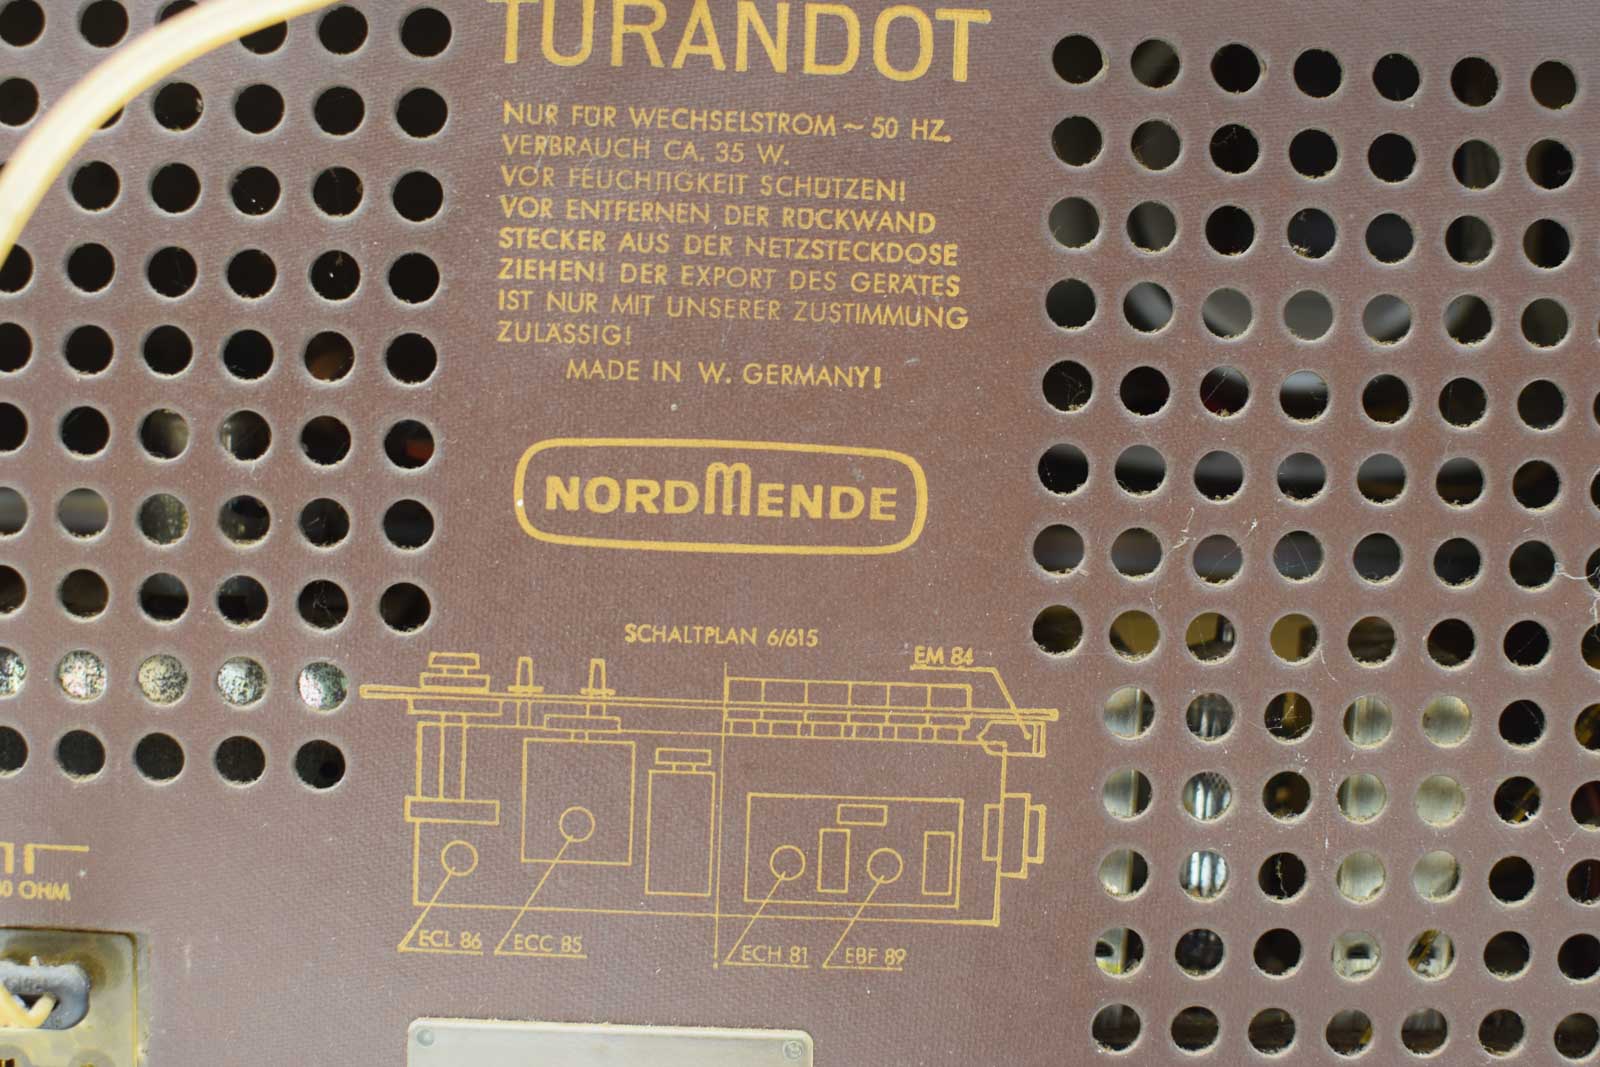 TURANDOT
NUR FÜR WECHSELSTROM ~ 50 HZ.
VERBRAUCH CA. 35 W.
VOR FEUCHTIGKEIT SCHÜTZEN!
VOR ENTFERNEN DER RÜCKWAND
STECKER AUS DER NETZSTECKDOSE
ZIEHEN! DER EXPORT DES GERÄTES
IST NUR MIT UNSERER ZUSTIMMUNG
ZULÄSSIG!
MADE IN W. GERMANY!
NORDMENDE
SCHALTPLAN 6/615
EM 84
OHM
ECL 86
ECC 85
ECH 81
EBF 89